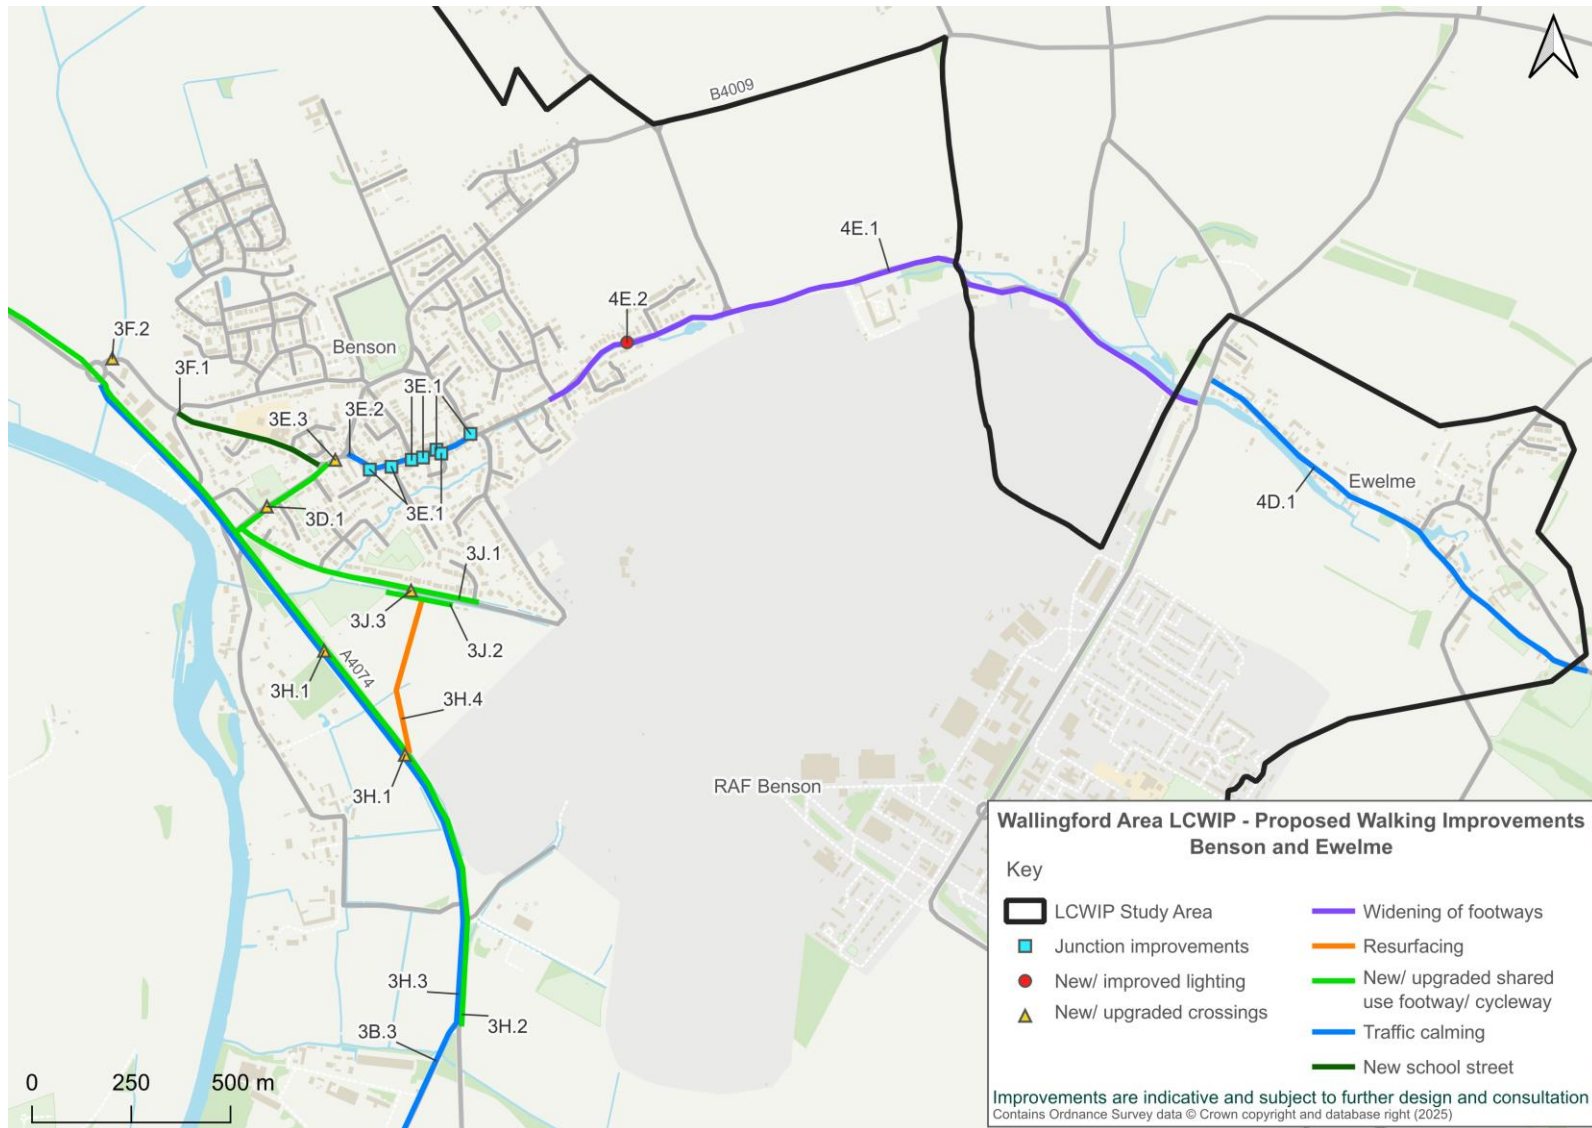 B4009
4E.1
4E.2
3F.2
Benson
3F.1
3E.1
3E.2
3E.3
3D.1
3E.1
Ewelme
4D.1
3J.1
3J.3
3J.2
A4074
3H.1
3H.4
3H.1
RAF Benson
3H.3
3H.2
3B.3
0 250 500 m
Wallingford Area LCWIP - Proposed Walking Improvements
Benson and Ewelme
Key
LCWIP Study Area
Junction improvements
New/ improved lighting
New/ upgraded crossings
Widening of footways
Resurfacing
New/ upgraded shared
use footway/ cycleway
Traffic calming
New school street
Improvements are indicative and subject to further design and consultation
Contains Ordnance Survey data © Crown copyright and database right (2025)